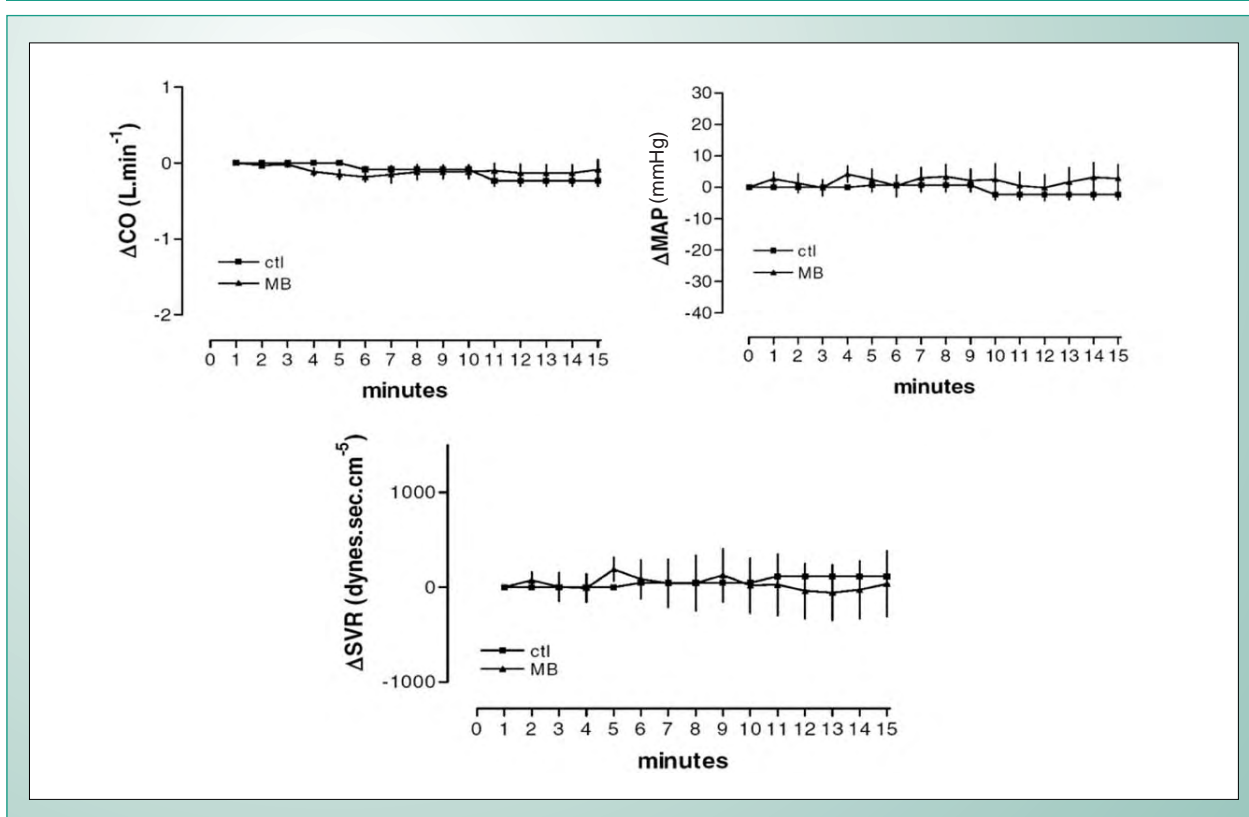 ΔCO (L.min⁻¹)
1
0
-1
-2
ctl
MB
0 1 2 3 4 5 6 7 8 9 10 11 12 13 14 15
minutes
ΔMAP (mmHg)
30
20
10
0
-10
-20
-30
-40
ctl
MB
0 1 2 3 4 5 6 7 8 9 10 11 12 13 14 15
minutes
ΔSVR (dynes.sec.cm⁻⁵)
1000
0
-1000
ctl
MB
0 1 2 3 4 5 6 7 8 9 10 11 12 13 14 15
minutes